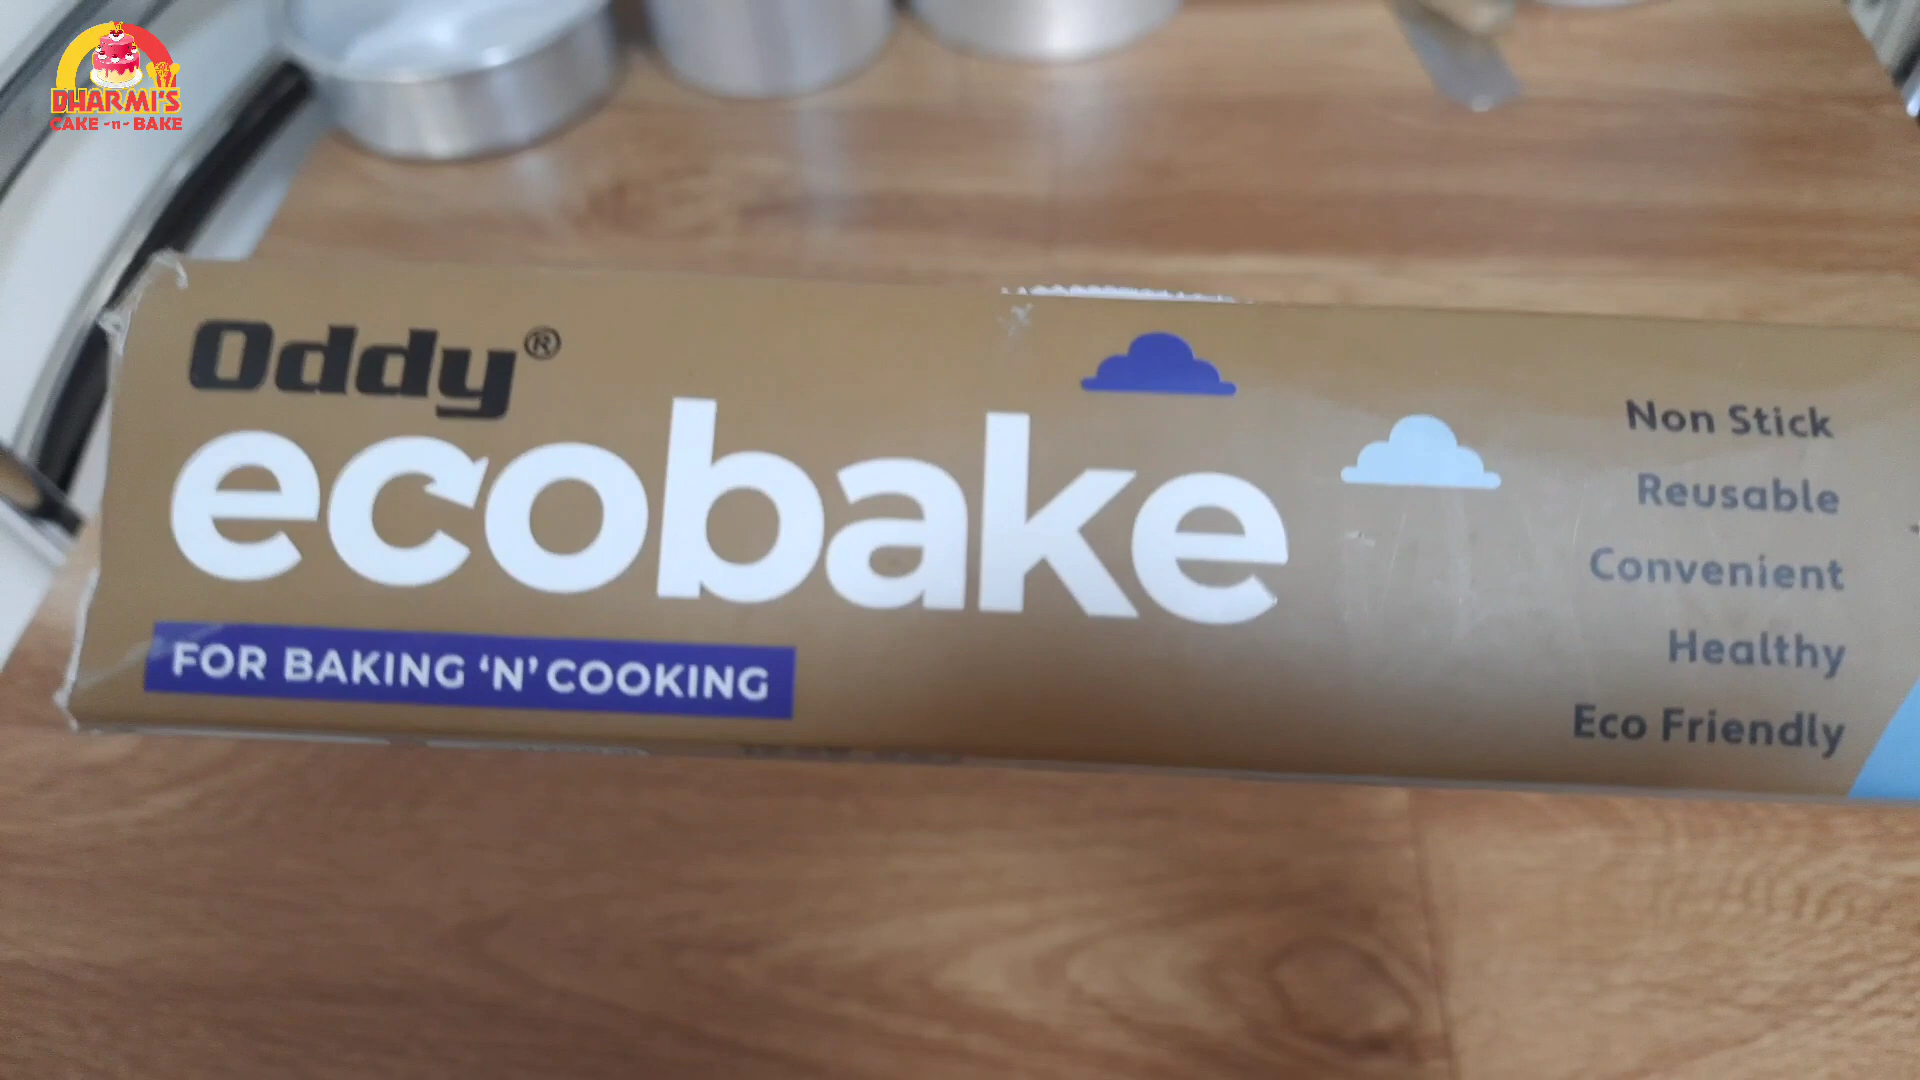 DHARMI'S
CAKE -n- BAKE
Oddy®
ecobake
FOR BAKING 'N' COOKING
Non Stick
Reusable
Convenient
Healthy
Eco Friendly